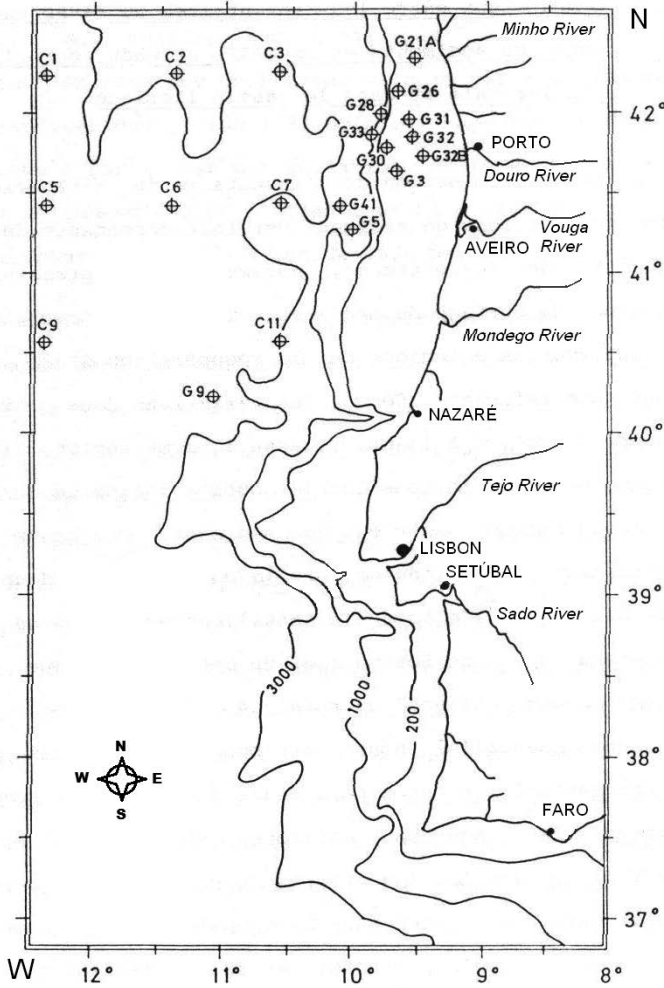 N
Minho River
G21A
C1
C2
C3
G26
G28
G31
42°
G33
G32
PORTO
G30
G32B
G3
Douro River
C5
C6
C7
G41
G5
Vouga
River
AVEIRO
41°
C9
C11
Mondego River
G9
NAZARÉ
40°
Tejo River
LISBON
SETÚBAL
39°
Sado River
3000
1000
200
N
W
E
S
38°
FARO
37°
W
12°
11°
10°
9°
8°